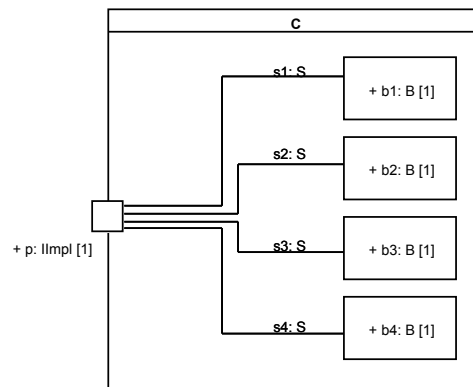 C
s1: S
+ b1: B [1]
s2: S
+ b2: B [1]
+ p: IImpl [1]
s3: S
+ b3: B [1]
s4: S
+ b4: B [1]